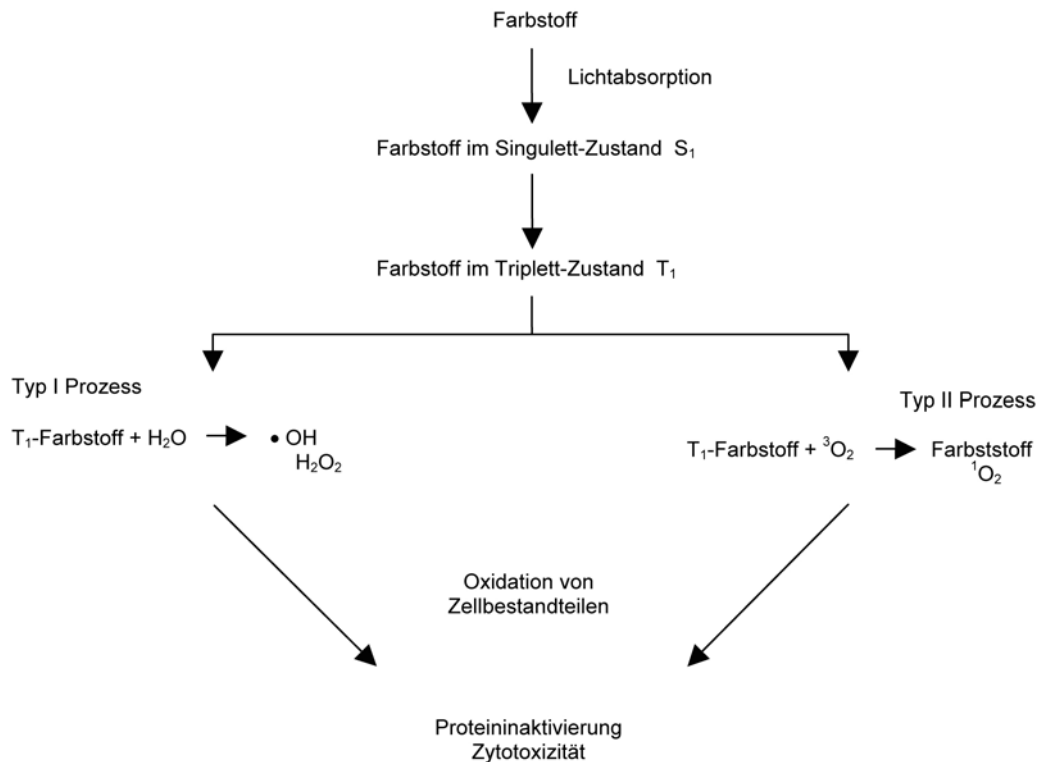 Farbstoff
Lichtabsorption
Farbstoff im Singulett-Zustand S₁
Farbstoff im Triplett-Zustand T₁
Typ I Prozess
Typ II Prozess
T₁-Farbstoff + H₂O → • OH
H₂O₂
T₁-Farbstoff + ³O₂ → Farbststoff
¹O₂
Oxidation von
Zellbestandteilen
Proteininaktivierung
Zytotoxizität